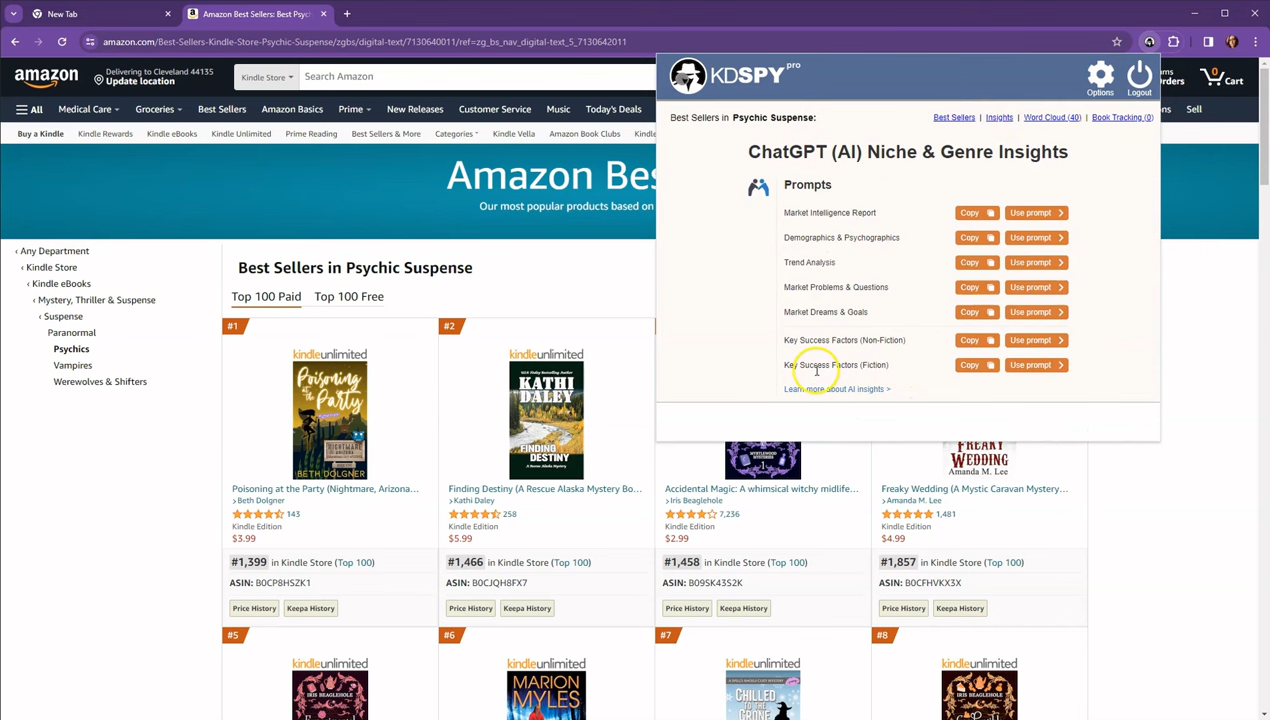 New Tab
Amazon Best Sellers: Best Psyc
amazon.com/Best-Sellers-Kindle-Store-Psychic-Suspense/zgbs/digital-text/7130640011/ref=zg_bs_nav_digital-text_5_7130642011
amazon
Delivering to Cleveland 44135
Update location
Kindle Store
Search Amazon
Orders
0
Cart
All
Medical Care
Groceries
Best Sellers
Amazon Basics
Prime
New Releases
Customer Service
Music
Today's Deals
Sell
Buy a Kindle
Kindle Rewards
Kindle eBooks
Kindle Unlimited
Prime Reading
Best Sellers & More
Categories
Kindle Vella
Amazon Book Clubs
Amazon Bes
Our most popular products based o
KDSPY pro
Options
Logout
Best Sellers in Psychic Suspense:
Best Sellers | Insights | Word Cloud (40) | Book Tracking (0)
ChatGPT (AI) Niche & Genre Insights
Prompts
Market Intelligence Report Copy Use prompt
Demographics & Psychographics Copy Use prompt
Trend Analysis Copy Use prompt
Market Problems & Questions Copy Use prompt
Market Dreams & Goals Copy Use prompt
Key Success Factors (Non-Fiction) Copy Use prompt
Key Success Factors (Fiction) Copy Use prompt
Learn more about AI insights >
‹ Any Department
‹ Kindle Store
‹ Kindle eBooks
‹ Mystery, Thriller & Suspense
‹ Suspense
Paranormal
Psychics
Vampires
Werewolves & Shifters
Best Sellers in Psychic Suspense
Top 100 Paid Top 100 Free
#1
kindleunlimited
Poisoning at the Party
NIGHTMARE, ARIZONA
BETH DOLGNER
Poisoning at the Party (Nightmare, Arizona…
Beth Dolgner
143
Kindle Edition
$3.99
#1,399 in Kindle Store (Top 100)
ASIN: B0CP8HSZK1
Price History Keepa History
#2
kindleunlimited
KATHI DALEY
FINDING DESTINY
Finding Destiny (A Rescue Alaska Mystery Bo…
Kathi Daley
258
Kindle Edition
$5.99
#1,466 in Kindle Store (Top 100)
ASIN: B0CJQH8FX7
Price History Keepa History
MYRTLEWOOD MYSTERIES
1
Accidental Magic: A whimsical witchy midlife…
Iris Beaglehole
7,236
Kindle Edition
$2.99
#1,458 in Kindle Store (Top 100)
ASIN: B09SK43S2K
Price History Keepa History
FREAKY WEDDING
Amanda M. Lee
Freaky Wedding (A Mystic Caravan Mystery…
Amanda M. Lee
1,481
Kindle Edition
$4.99
#1,857 in Kindle Store (Top 100)
ASIN: B0CFHVKX3X
Price History Keepa History
#5
kindleunlimited
IRIS BEAGLEHOLE
#6
kindleunlimited
MARION MYLES
#7
kindleunlimited
CHILLED TO THE
#8
kindleunlimited
IRIS BEAGLEHOLE